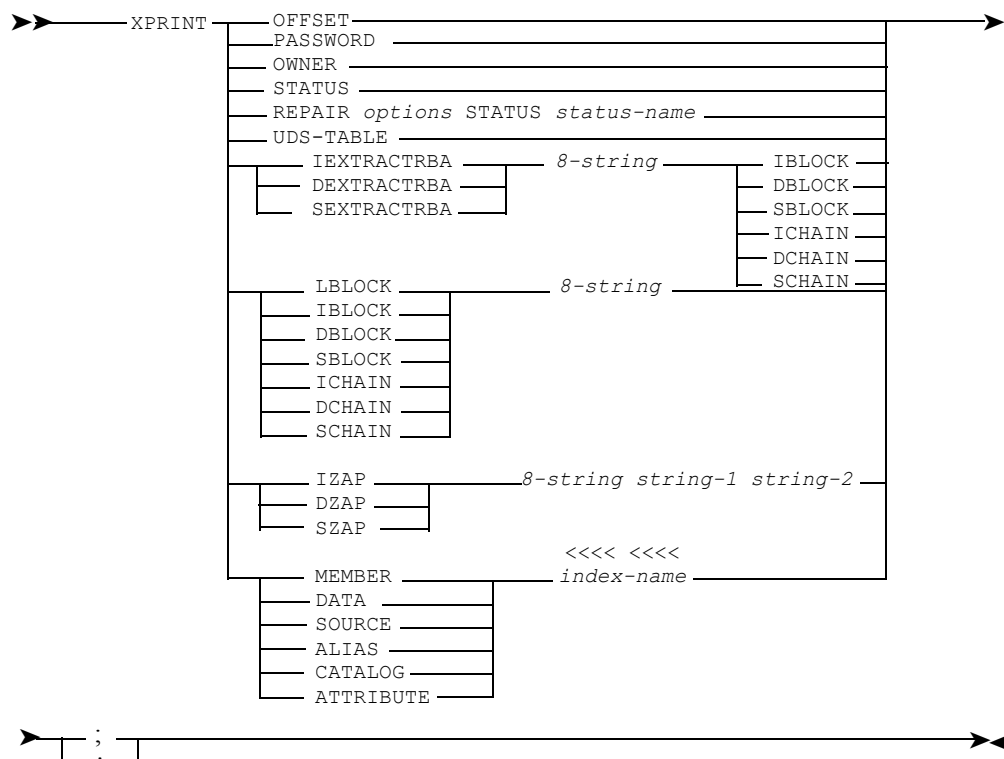 XPRINT OFFSET
PASSWORD
OWNER
STATUS
REPAIR options STATUS status-name
UDS-TABLE
IEXTRACTRBA 8-string IBLOCK
DEXTRACTRBA DBLOCK
SEXTRACTRBA SBLOCK
ICHAIN
DCHAIN
SCHAIN
LBLOCK 8-string
IBLOCK
DBLOCK
SBLOCK
ICHAIN
DCHAIN
SCHAIN
IZAP 8-string string-1 string-2
DZAP
SZAP
<<<< <<<<
MEMBER index-name
DATA
SOURCE
ALIAS
CATALOG
ATTRIBUTE
;